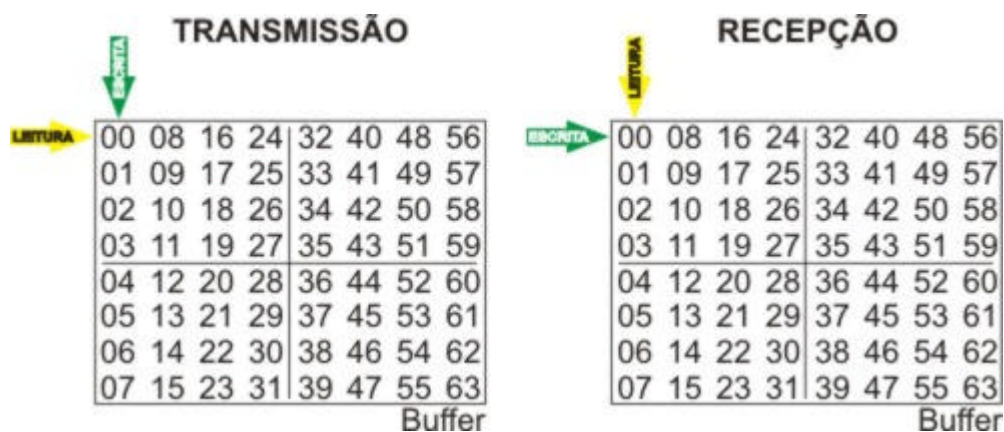 TRANSMISSÃO
ESCRITA
LEITURA
00 08 16 24 32 40 48 56
01 09 17 25 33 41 49 57
02 10 18 26 34 42 50 58
03 11 19 27 35 43 51 59
04 12 20 28 36 44 52 60
05 13 21 29 37 45 53 61
06 14 22 30 38 46 54 62
07 15 23 31 39 47 55 63
Buffer
RECEPÇÃO
LEITURA
ESCRITA
00 08 16 24 32 40 48 56
01 09 17 25 33 41 49 57
02 10 18 26 34 42 50 58
03 11 19 27 35 43 51 59
04 12 20 28 36 44 52 60
05 13 21 29 37 45 53 61
06 14 22 30 38 46 54 62
07 15 23 31 39 47 55 63
Buffer